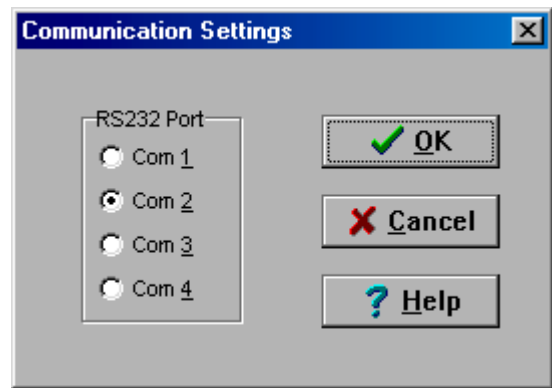 Communication Settings
RS232 Port
Com 1
Com 2
Com 3
Com 4
OK
Cancel
Help